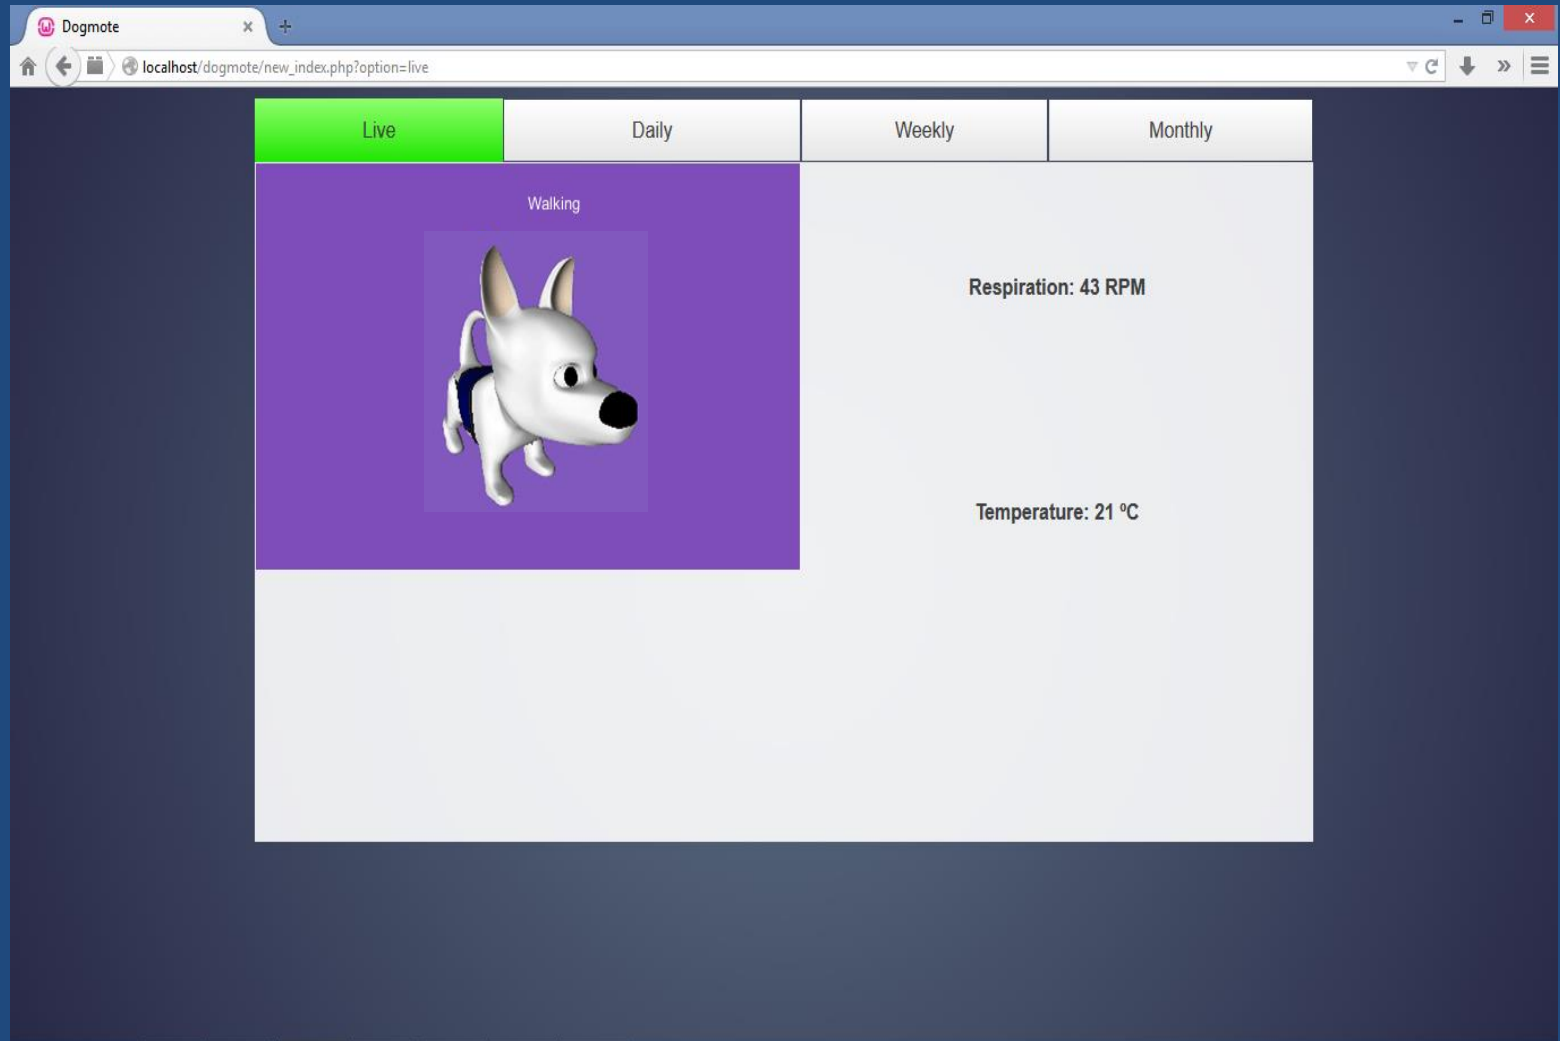 Dogmote
localhost/dogmote/new_index.php?option=live
Live Daily Weekly Monthly
Walking
Respiration: 43 RPM
Temperature: 21 ºC